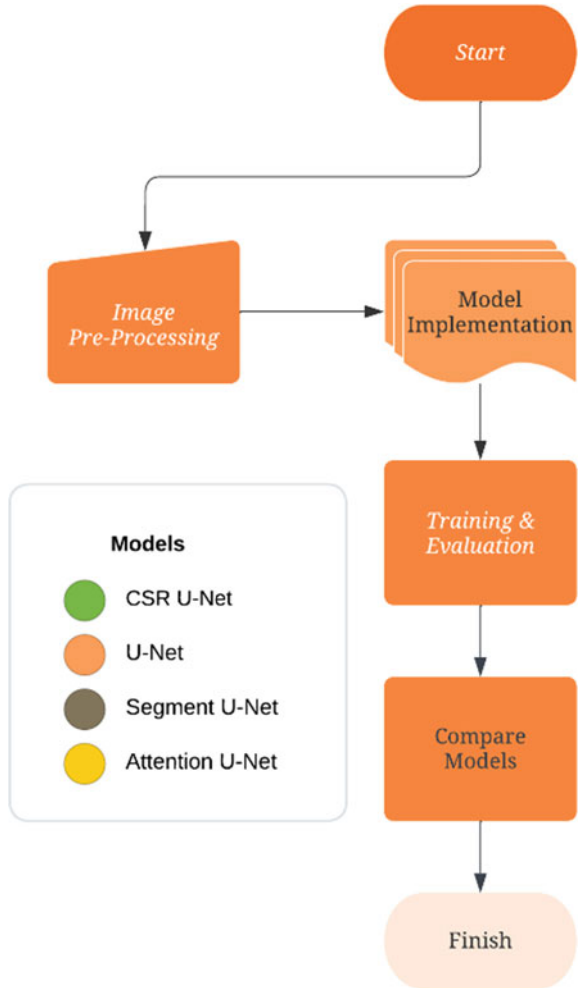 Start
Image
Pre-Processing
Model
Implementation
Training &
Evaluation
Models
CSR U-Net
U-Net
Segment U-Net
Attention U-Net
Compare
Models
Finish